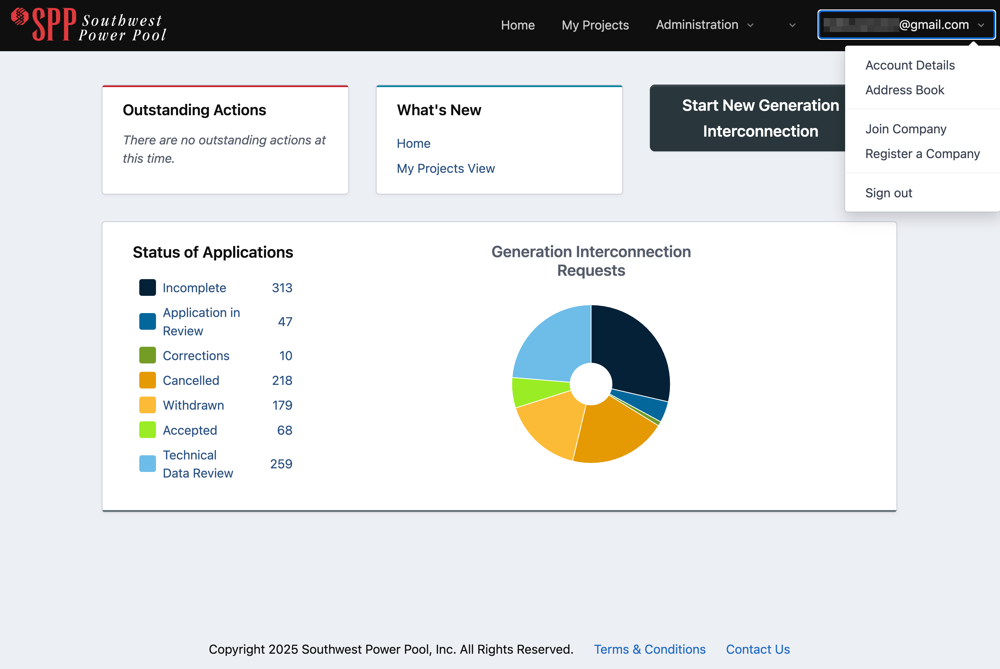 SPP Southwest
Power Pool
Home
My Projects
Administration
@gmail.com
Account Details
Address Book
Join Company
Register a Company
Sign out
Outstanding Actions
There are no outstanding actions at
this time.
What's New
Home
My Projects View
Start New Generation
Interconnection
Status of Applications
Incomplete 313
Application in
Review 47
Corrections 10
Cancelled 218
Withdrawn 179
Accepted 68
Technical
Data Review 259
Generation Interconnection
Requests
Copyright 2025 Southwest Power Pool, Inc. All Rights Reserved. Terms & Conditions Contact Us